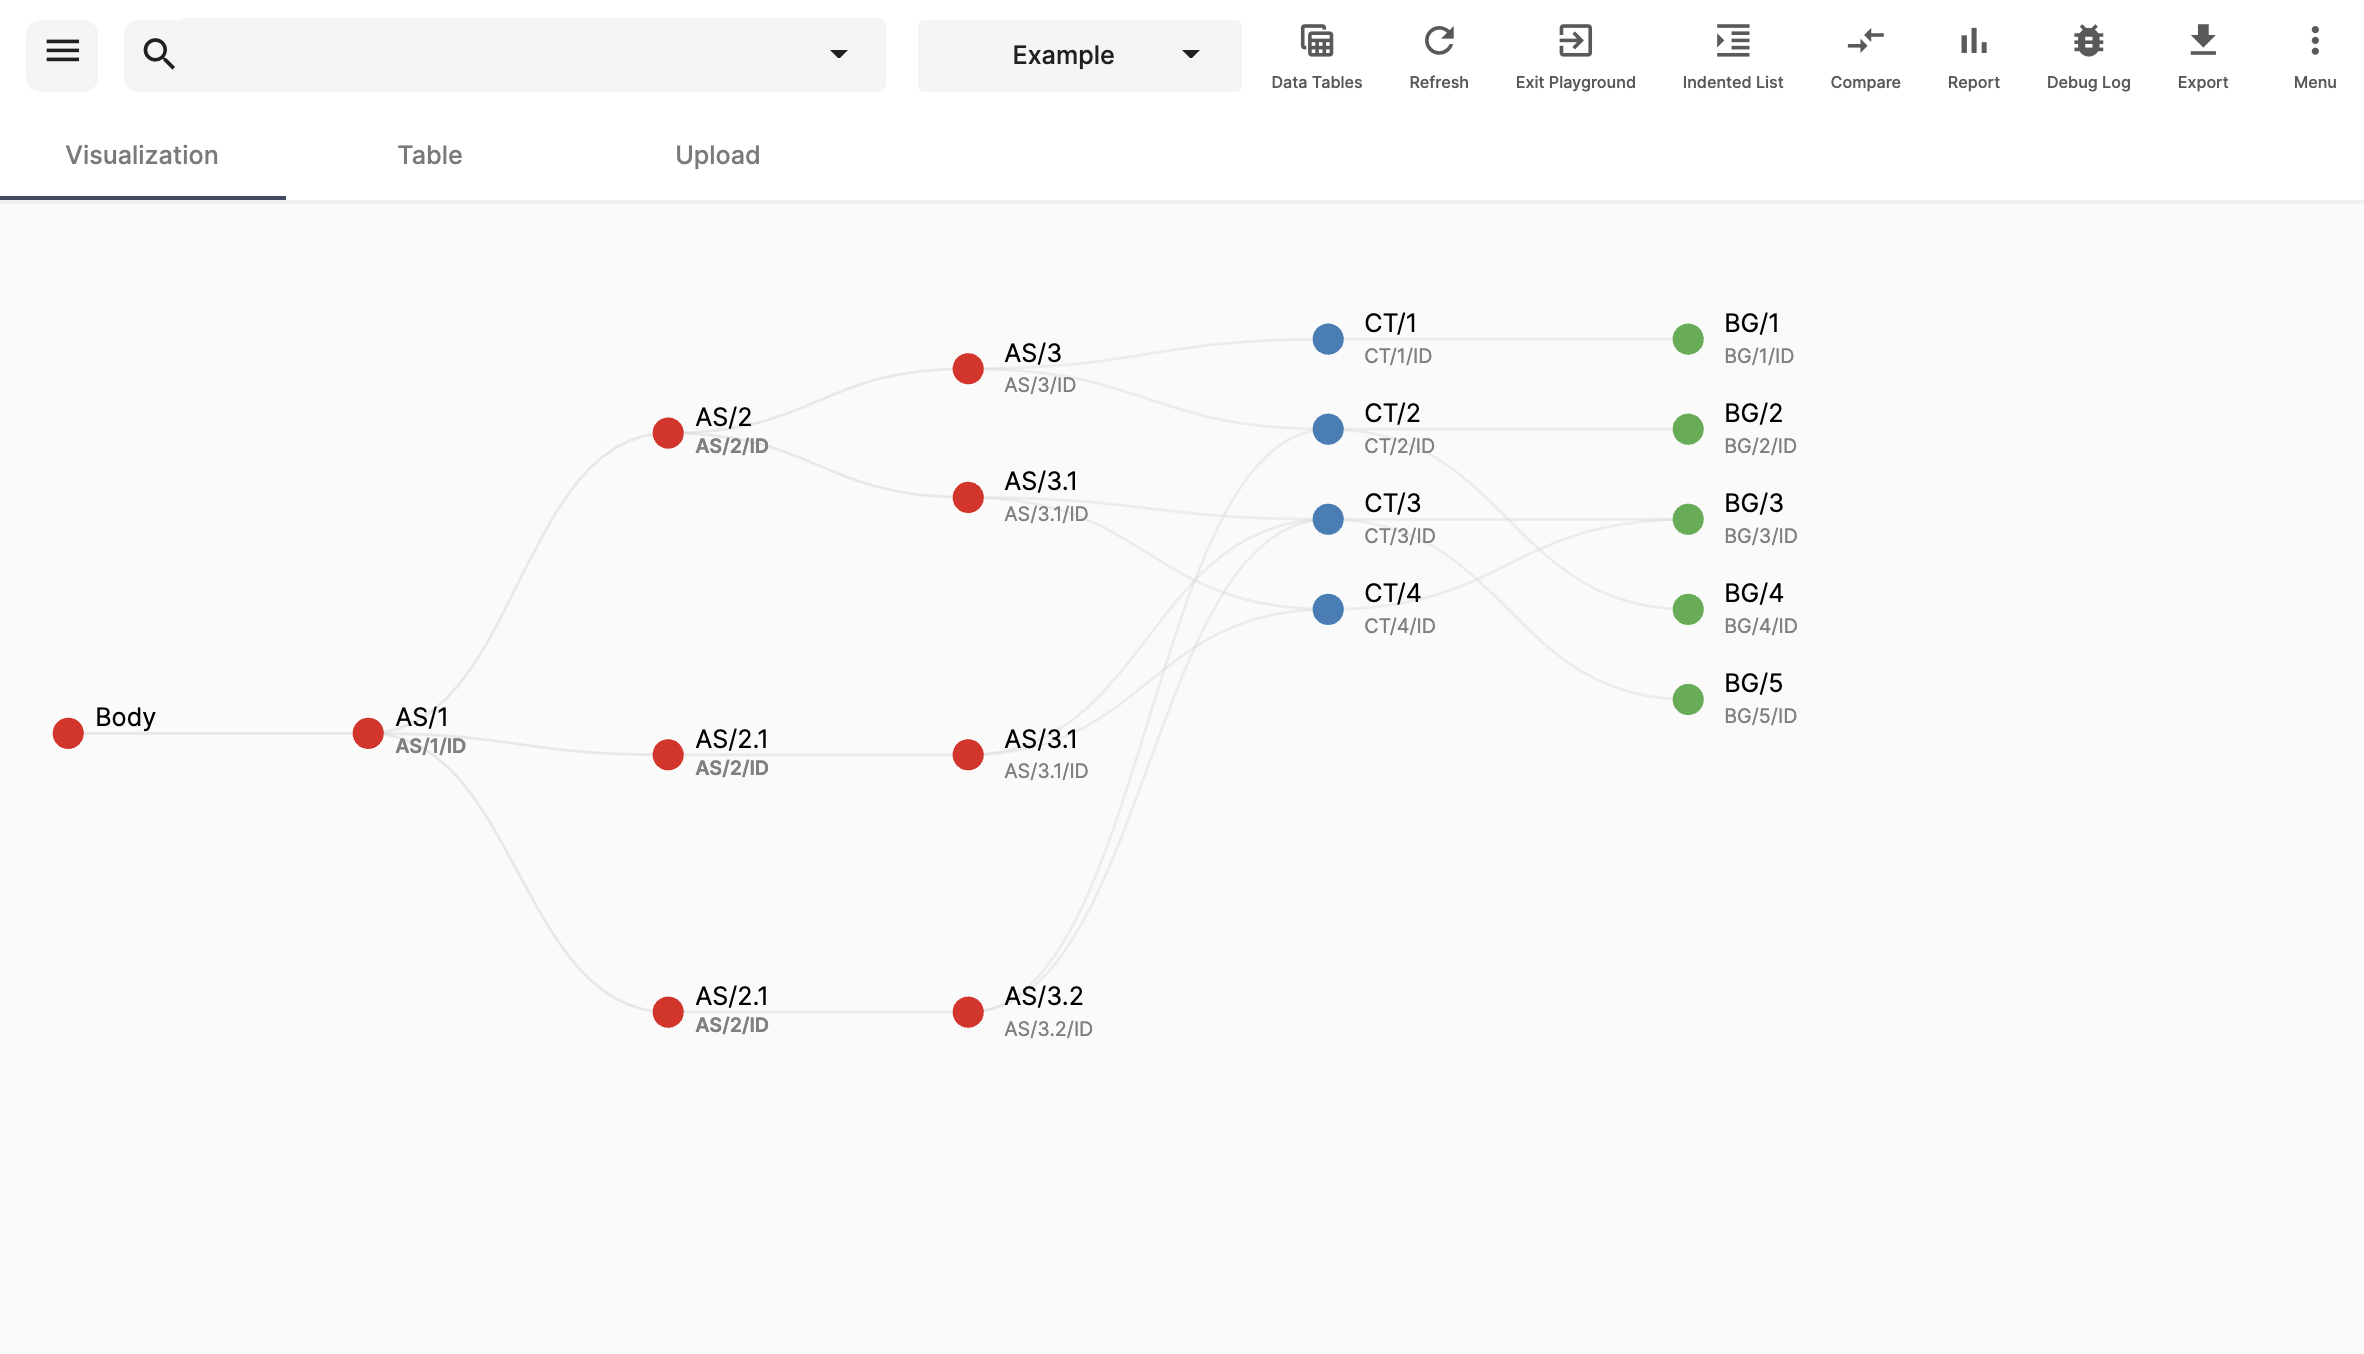 Example
Data Tables
Refresh
Exit Playground
Indented List
Compare
Report
Debug Log
Export
Menu
Visualization
Table
Upload
Body
AS/1
AS/1/ID
AS/2
AS/2/ID
AS/2.1
AS/2/ID
AS/2.1
AS/2/ID
AS/3
AS/3/ID
AS/3.1
AS/3.1/ID
AS/3.1
AS/3.1/ID
AS/3.2
AS/3.2/ID
CT/1
CT/1/ID
CT/2
CT/2/ID
CT/3
CT/3/ID
CT/4
CT/4/ID
BG/1
BG/1/ID
BG/2
BG/2/ID
BG/3
BG/3/ID
BG/4
BG/4/ID
BG/5
BG/5/ID